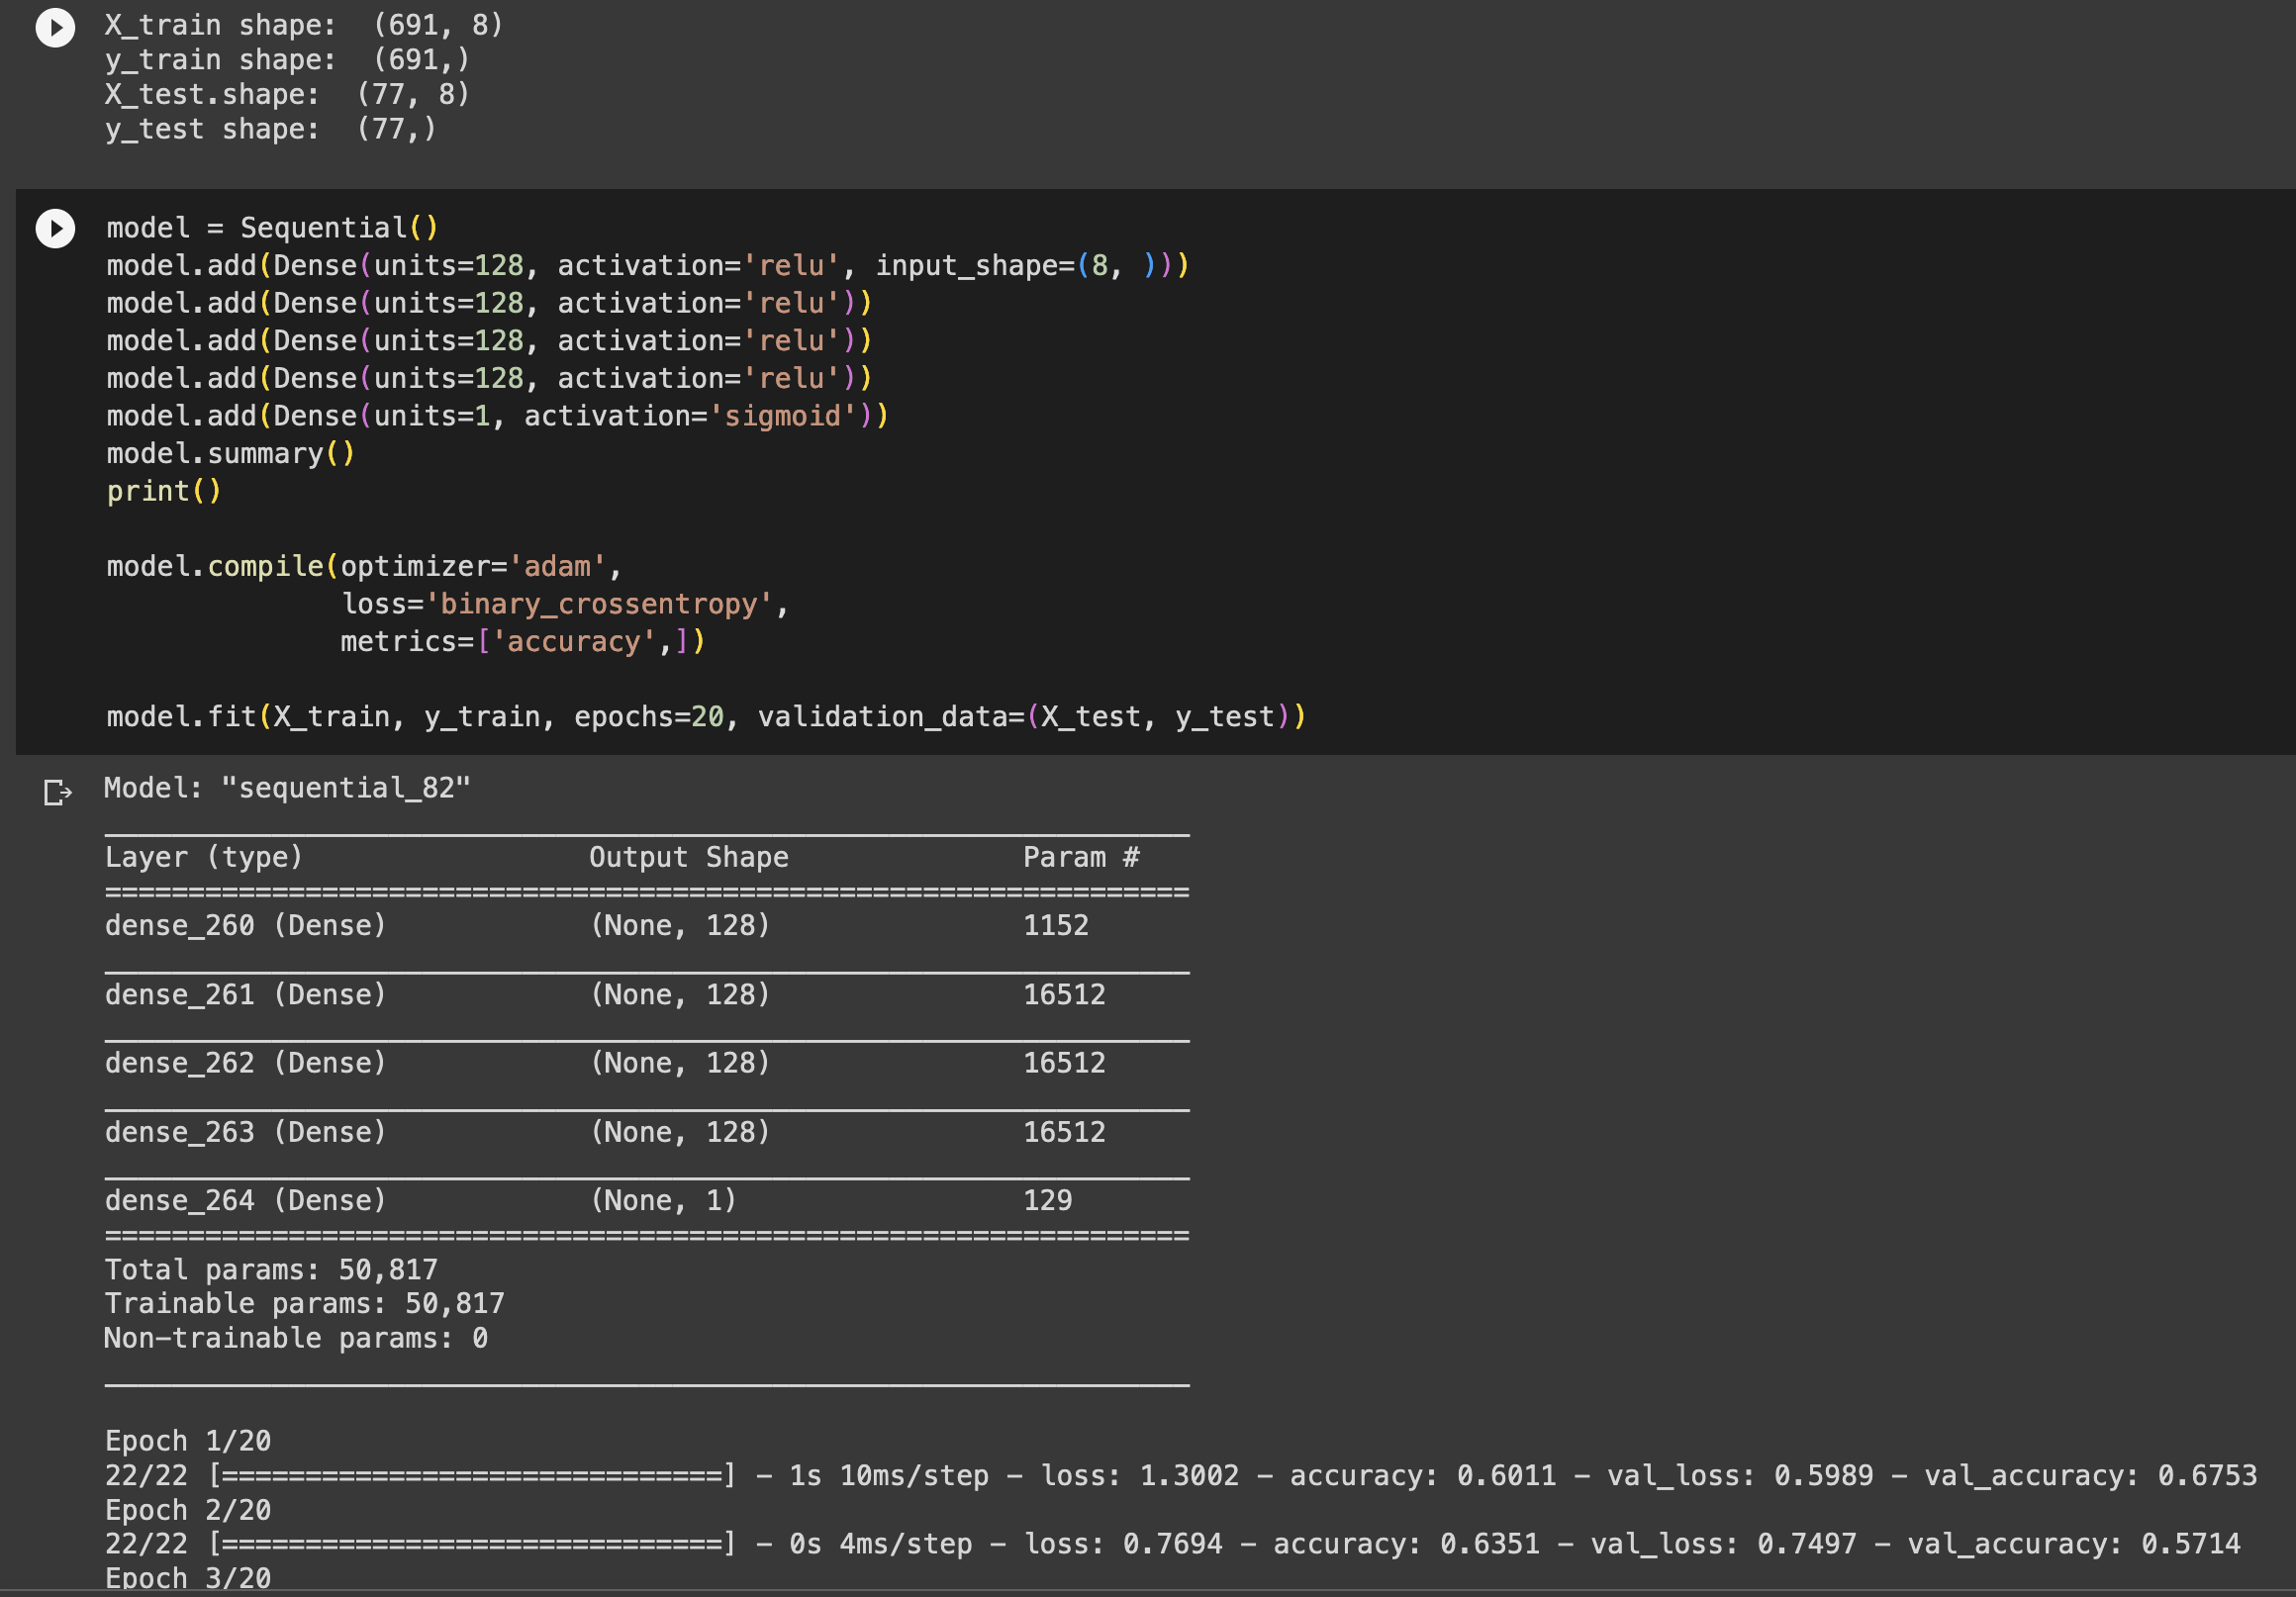 X_train shape:  (691, 8)
y_train shape:  (691,)
X_test.shape:  (77, 8)
y_test shape:  (77,)
model = Sequential()
model.add(Dense(units=128, activation='relu', input_shape=(8, )))
model.add(Dense(units=128, activation='relu'))
model.add(Dense(units=128, activation='relu'))
model.add(Dense(units=128, activation='relu'))
model.add(Dense(units=1, activation='sigmoid'))
model.summary()
print()
model.compile(optimizer='adam',
              loss='binary_crossentropy',
              metrics=['accuracy',])
model.fit(X_train, y_train, epochs=20, validation_data=(X_test, y_test))
Model: "sequential_82"
_________________________________________________________________
Layer (type)                 Output Shape              Param #
=================================================================
dense_260 (Dense)            (None, 128)               1152
_________________________________________________________________
dense_261 (Dense)            (None, 128)               16512
_________________________________________________________________
dense_262 (Dense)            (None, 128)               16512
_________________________________________________________________
dense_263 (Dense)            (None, 128)               16512
_________________________________________________________________
dense_264 (Dense)            (None, 1)                 129
=================================================================
Total params: 50,817
Trainable params: 50,817
Non-trainable params: 0
_________________________________________________________________
Epoch 1/20
22/22 [==============================] - 1s 10ms/step - loss: 1.3002 - accuracy: 0.6011 - val_loss: 0.5989 - val_accuracy: 0.6753
Epoch 2/20
22/22 [==============================] - 0s 4ms/step - loss: 0.7694 - accuracy: 0.6351 - val_loss: 0.7497 - val_accuracy: 0.5714
Epoch 3/20